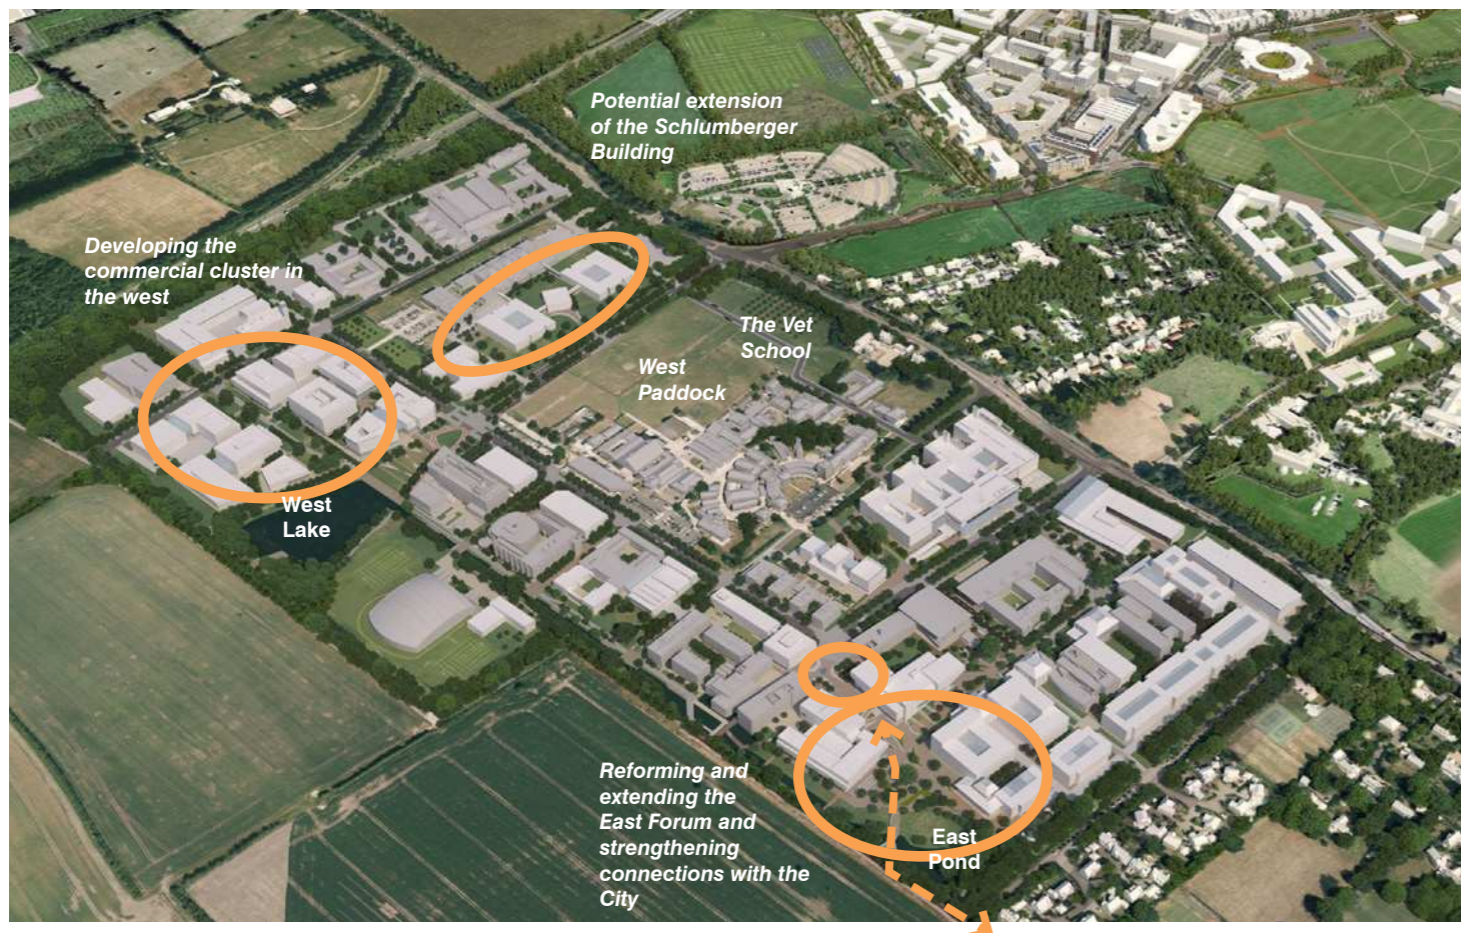 Potential extension
of the Schlumberger
Building
Developing the
commercial cluster in
the west
The Vet
School
West
Paddock
West
Lake
Reforming and
extending the
East Forum and
strengthening
connections with the
City
East
Pond